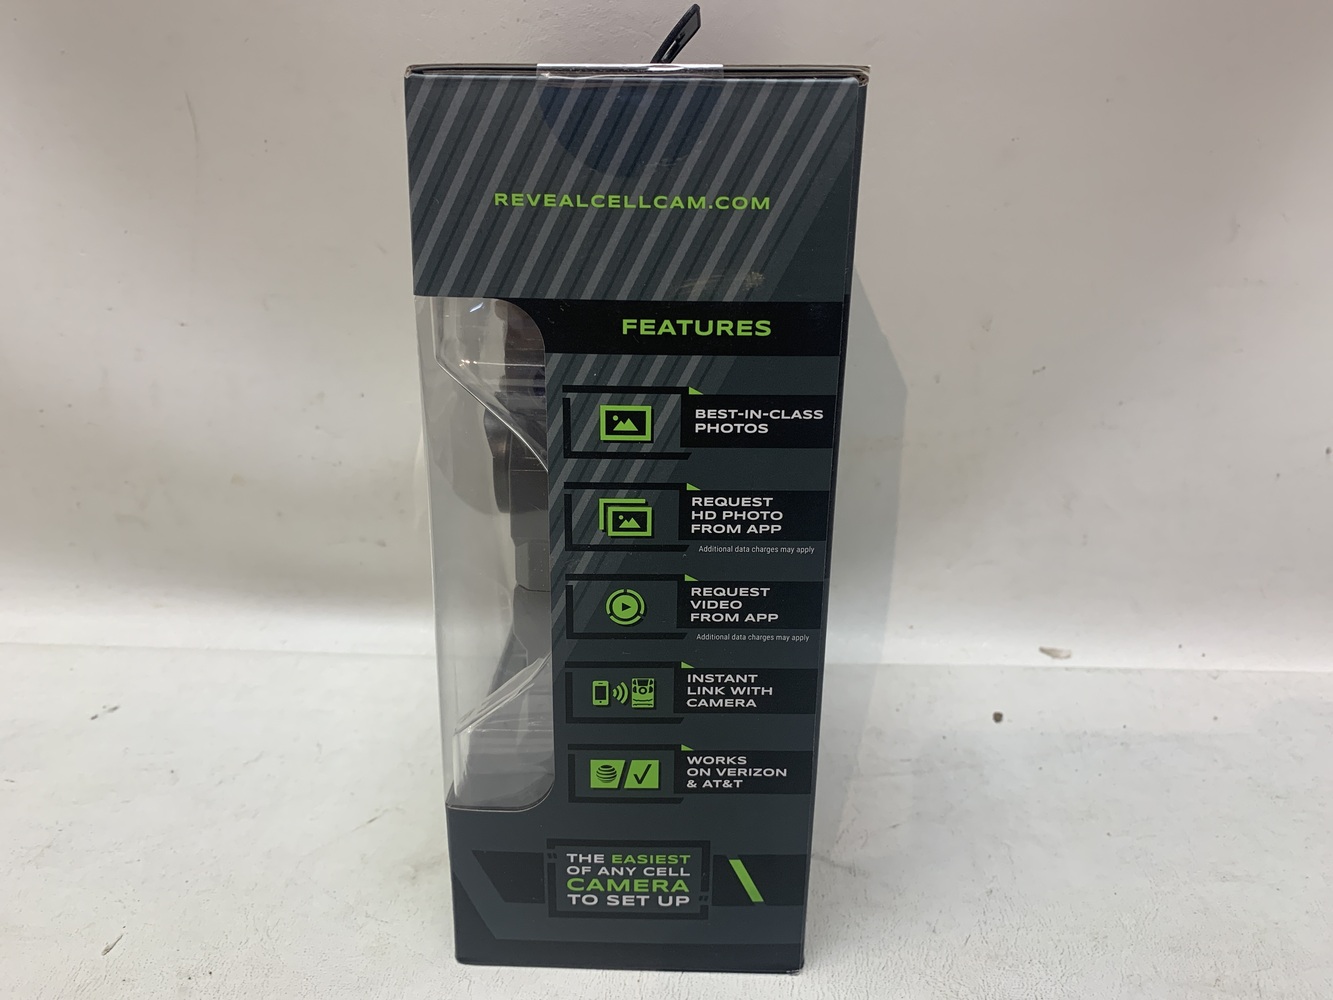 REVEALCELLCAM.COM
FEATURES
BEST-IN-CLASS
PHOTOS
REQUEST
HD PHOTO
FROM APP
Additional data charges may apply
REQUEST
VIDEO
FROM APP
Additional data charges may apply
INSTANT
LINK WITH
CAMERA
WORKS
ON VERIZON
& AT&T
THE EASIEST
OF ANY CELL
CAMERA
TO SET UP